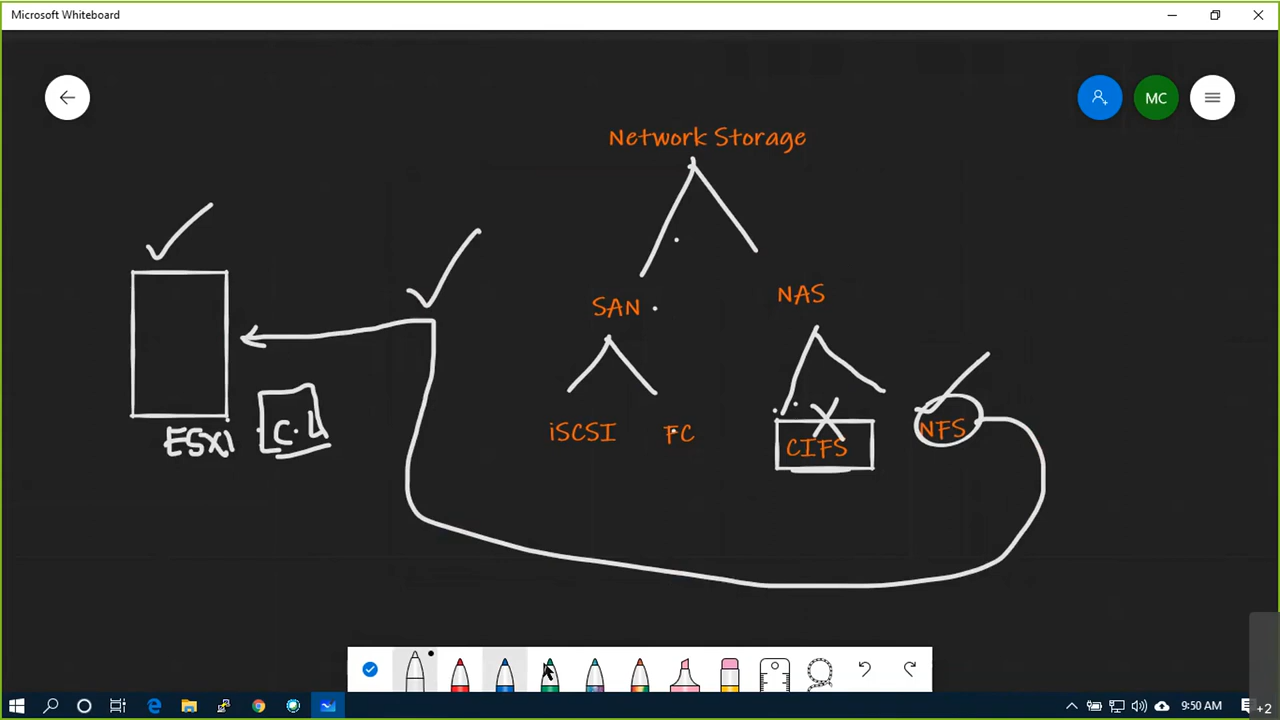 Microsoft Whiteboard
MC
Network Storage
SAN
NAS
iSCSI
FC
CIFS
NFS
ESXi
9:50 AM
+2